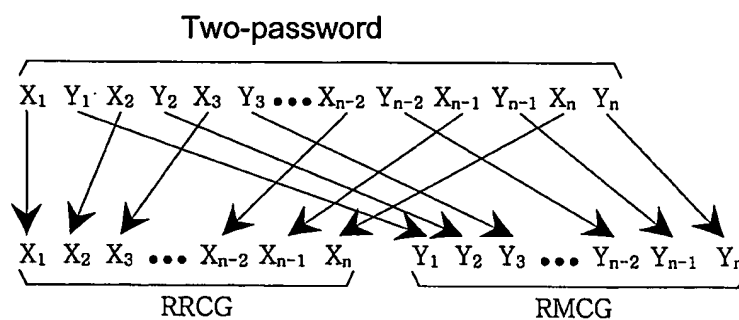 Two-password
X₁ Y₁ X₂ Y₂ X₃ Y₃ ●●● Xₙ₋₂ Yₙ₋₂ Xₙ₋₁ Yₙ₋₁ Xₙ Yₙ
X₁ X₂ X₃ ●●● Xₙ₋₂ Xₙ₋₁ Xₙ Y₁ Y₂ Y₃ ●●● Yₙ₋₂ Yₙ₋₁ Yₙ
RRCG RMCG